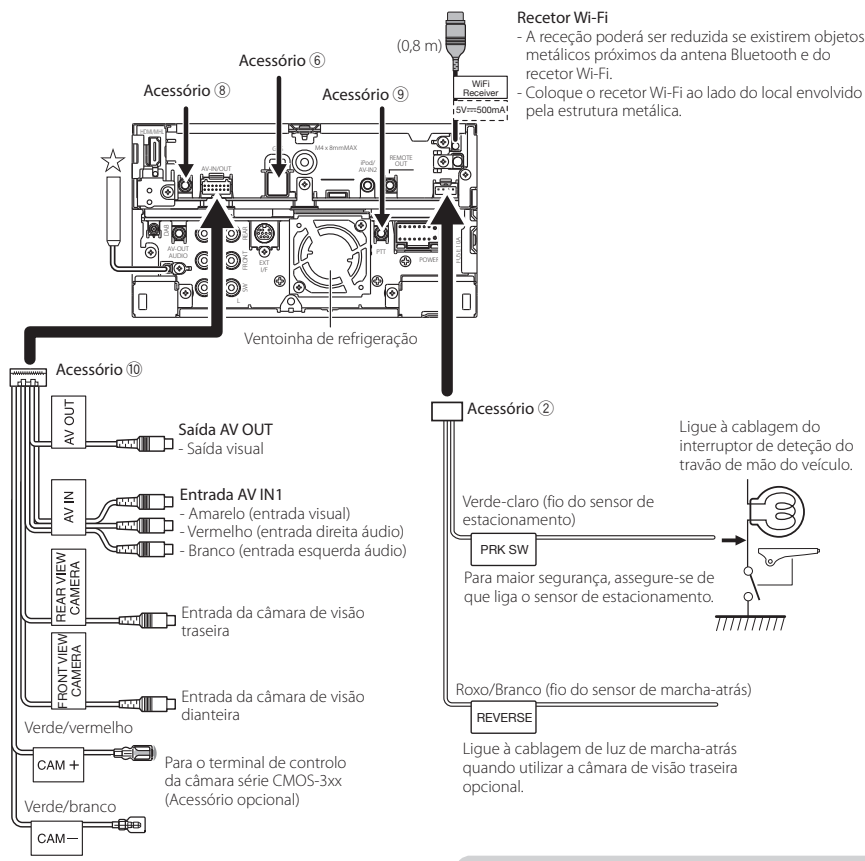 Recetor Wi-Fi
- A receção poderá ser reduzida se existirem objetos
metálicos próximos da antena Bluetooth e do
recetor Wi-Fi.
- Coloque o recetor Wi-Fi ao lado do local envolvido
pela estrutura metálica.
(0,8 m)
WiFi
Receiver
5V⎓500mA
Acessório ⑥
Acessório ⑧
Acessório ⑨
HDMI/MHL
AV-IN/OUT
M4 x 8mmMAX
iPod/
AV-IN2
REMOTE
OUT
DAB
AV-OUT
AUDIO
REAR
FRONT
SW
L
EXT
I/F
PTT
POWER
FUSE10A
Ventoinha de refrigeração
Acessório ⑩
AV OUT
Saída AV OUT
- Saída visual
AV IN
Entrada AV IN1
- Amarelo (entrada visual)
- Vermelho (entrada direita áudio)
- Branco (entrada esquerda áudio)
REAR VIEW
CAMERA
Entrada da câmara de visão
traseira
FRONT VIEW
CAMERA
Entrada da câmara de visão
dianteira
Verde/vermelho
CAM +
Para o terminal de controlo
da câmara série CMOS-3xx
(Acessório opcional)
Verde/branco
CAM—
Acessório ②
Ligue à cablagem do
interruptor de deteção do
travão de mão do veículo.
Verde-claro (fio do sensor de
estacionamento)
PRK SW
Para maior segurança, assegure-se de
que liga o sensor de estacionamento.
Roxo/Branco (fio do sensor de marcha-atrás)
REVERSE
Ligue à cablagem de luz de marcha-atrás
quando utilizar a câmara de visão traseira
opcional.